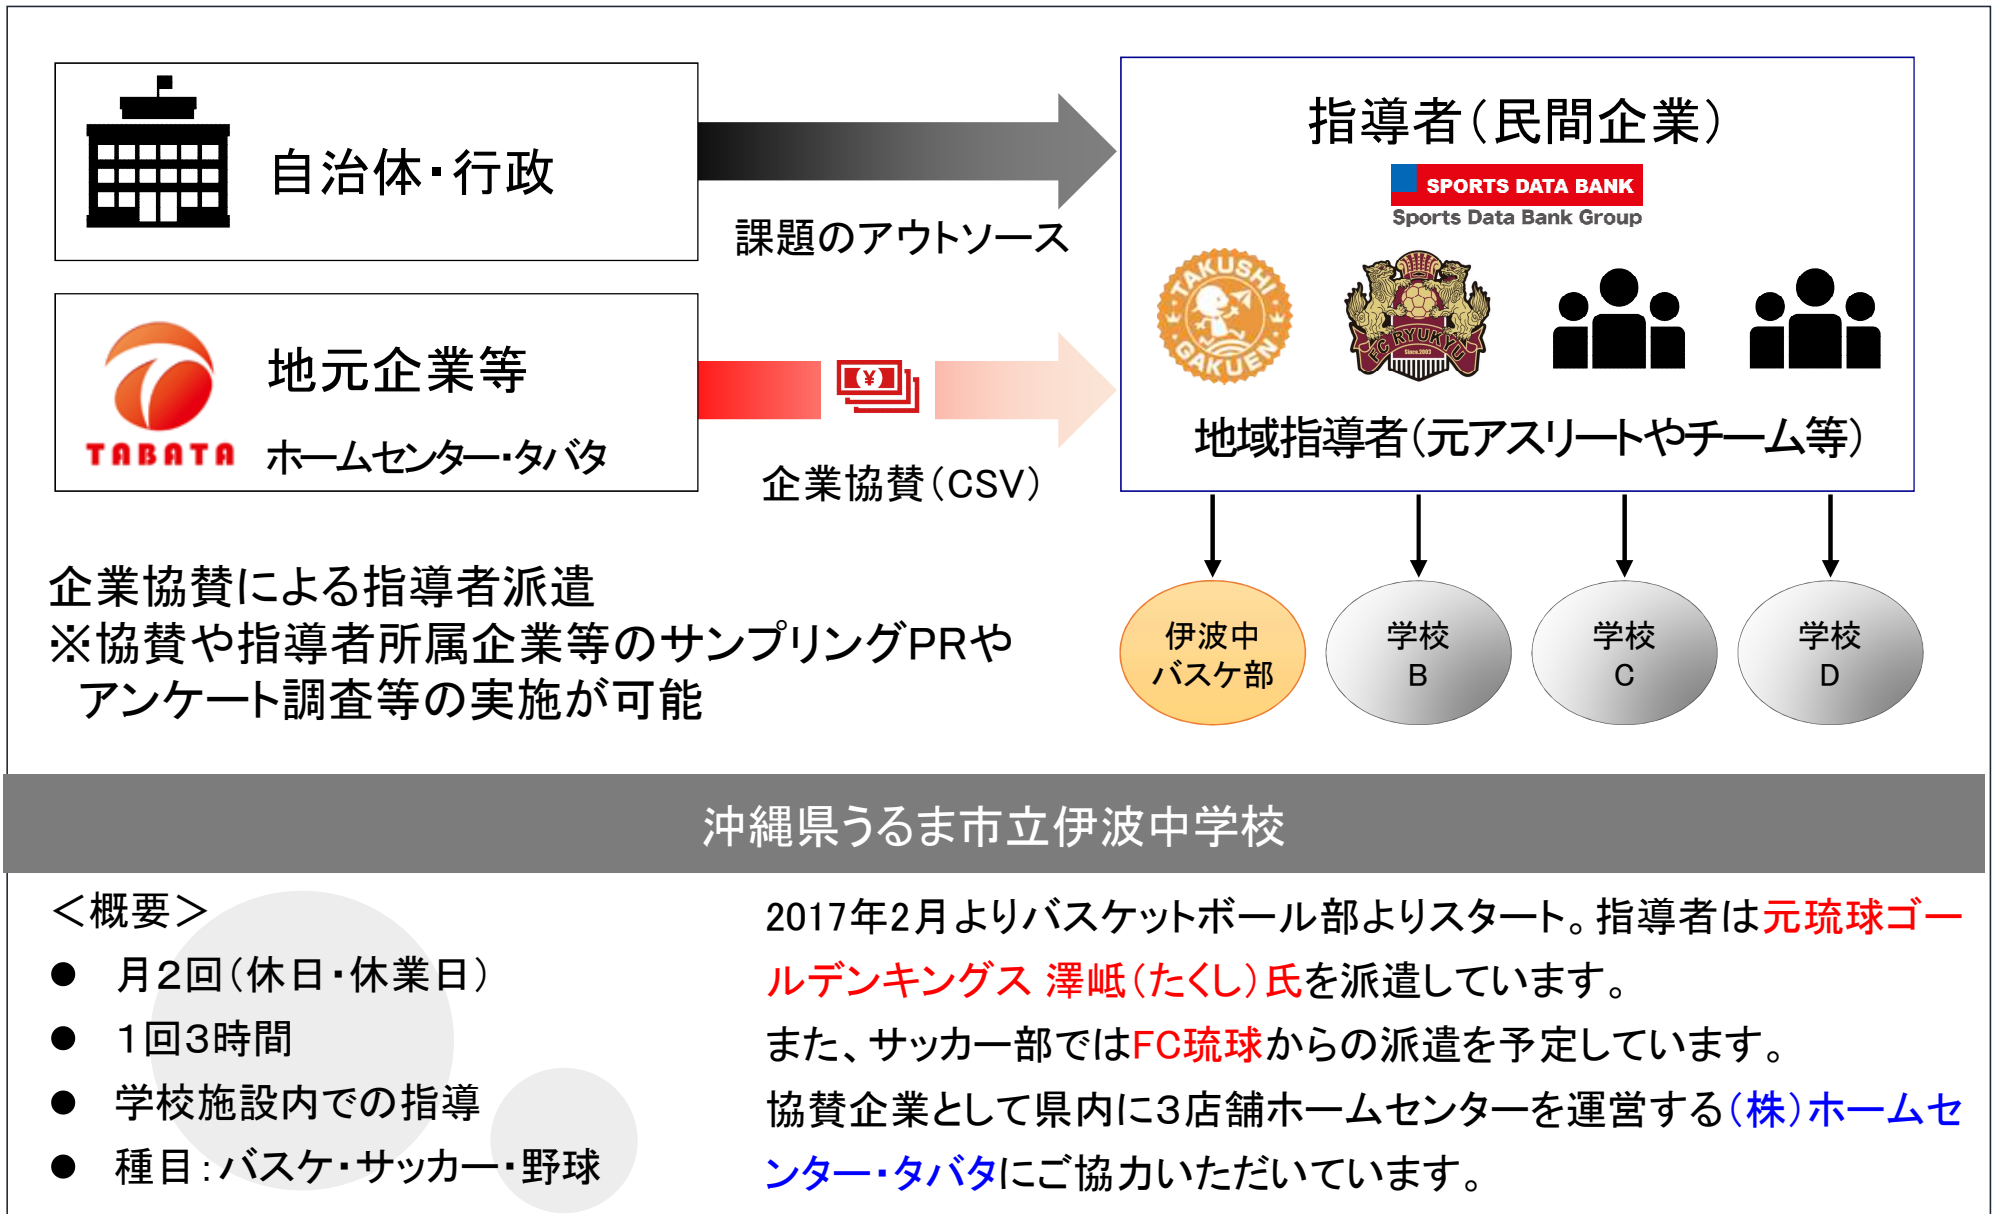 自治体・行政
課題のアウトソース
TABATA
地元企業等
ホームセンター・タバタ
¥
企業協賛(CSV)
指導者(民間企業)
SPORTS DATA BANK
Sports Data Bank Group
TAKUSHI GAKUEN
FC RYUKYU
Since.2003
地域指導者(元アスリートやチーム等)
企業協賛による指導者派遣
※協賛や指導者所属企業等のサンプリングPRや
アンケート調査等の実施が可能
伊波中
バスケ部
学校
B
学校
C
学校
D
沖縄県うるま市立伊波中学校
＜概要＞
● 月2回(休日・休業日)
● 1回3時間
● 学校施設内での指導
● 種目：バスケ・サッカー・野球
2017年2月よりバスケットボール部よりスタート。指導者は元琉球ゴー
ルデンキングス 澤岻(たくし)氏を派遣しています。
また、サッカー部ではFC琉球からの派遣を予定しています。
協賛企業として県内に3店舗ホームセンターを運営する(株)ホームセ
ンター・タバタにご協力いただいています。